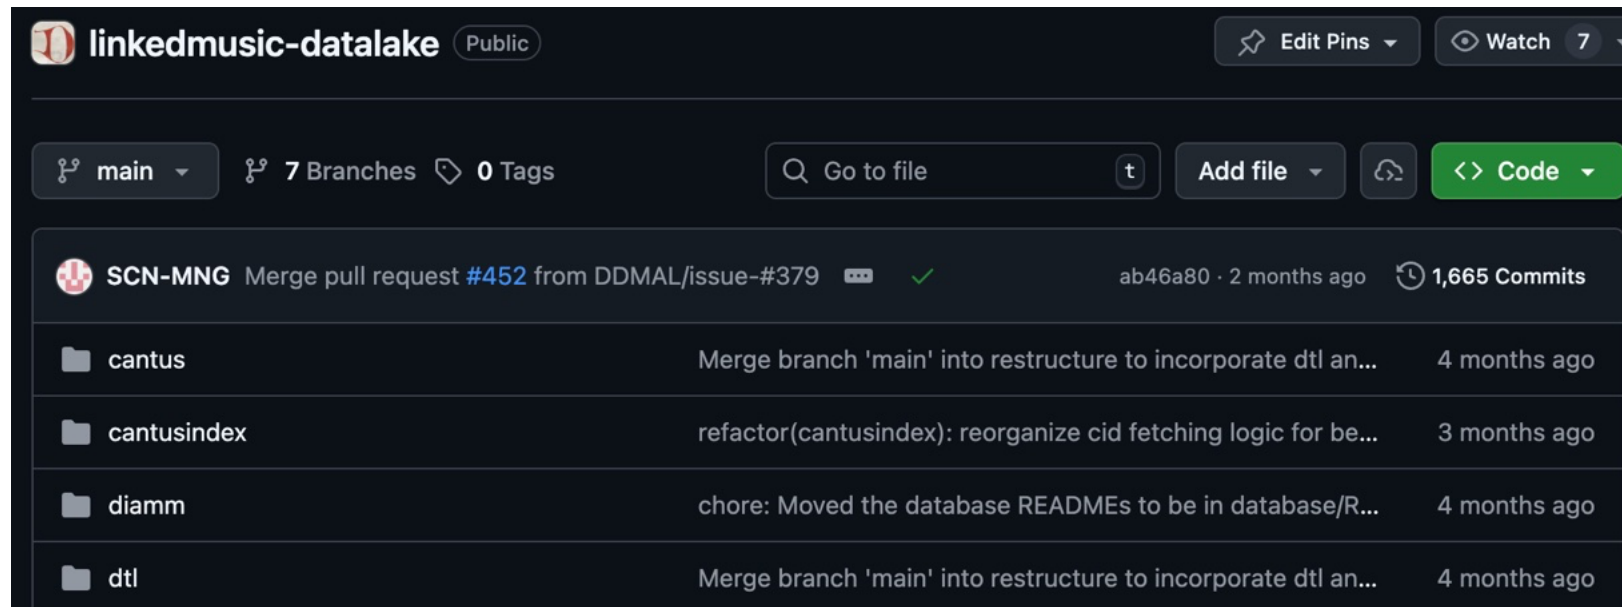 linkedmusic-datalake Public Edit Pins Watch 7
main 7 Branches 0 Tags Go to file t Add file Code
SCN-MNG Merge pull request #452 from DDMAL/issue-#379 ab46a80 · 2 months ago 1,665 Commits
cantus Merge branch 'main' into restructure to incorporate dtl an... 4 months ago
cantusindex refactor(cantusindex): reorganize cid fetching logic for be... 3 months ago
diamm chore: Moved the database READMEs to be in database/R... 4 months ago
dtl Merge branch 'main' into restructure to incorporate dtl an... 4 months ago